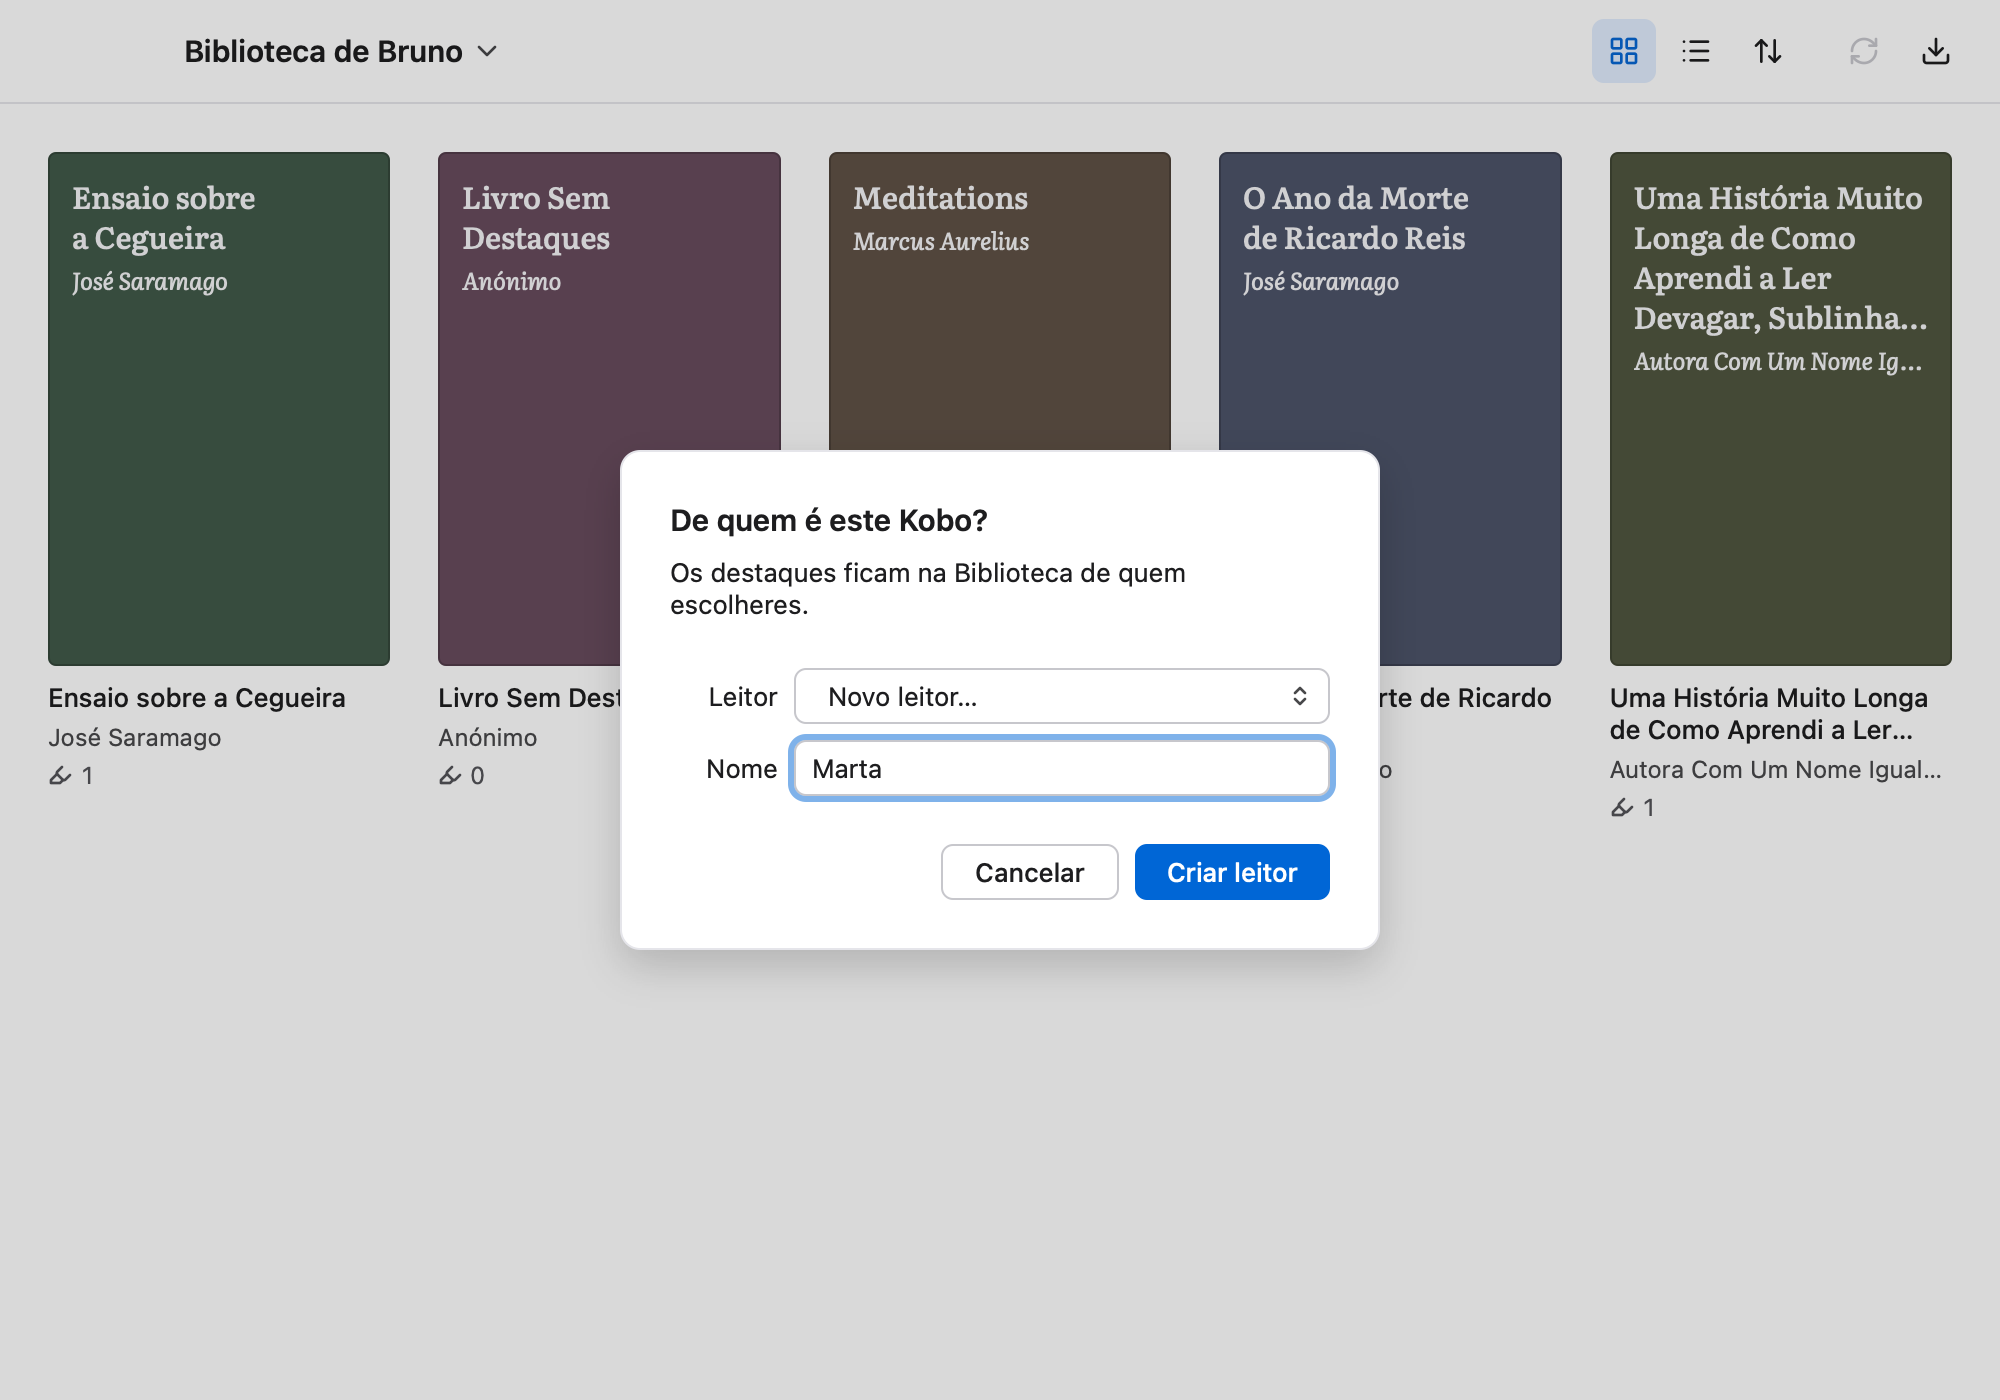 Biblioteca de Bruno
Ensaio sobre
a Cegueira
José Saramago
Livro Sem
Destaques
Anónimo
Meditations
Marcus Aurelius
O Ano da Morte
de Ricardo Reis
José Saramago
Uma História Muito
Longa de Como
Aprendi a Ler
Devagar, Sublinha...
Autora Com Um Nome Ig...
De quem é este Kobo?
Os destaques ficam na Biblioteca de quem
escolheres.
Leitor
Novo leitor...
Nome
Marta
Cancelar
Criar leitor
Ensaio sobre a Cegueira
José Saramago
1
Livro Sem
Anónimo
0
de Ricardo
Uma História Muito Longa
de Como Aprendi a Ler...
Autora Com Um Nome Igual...
1